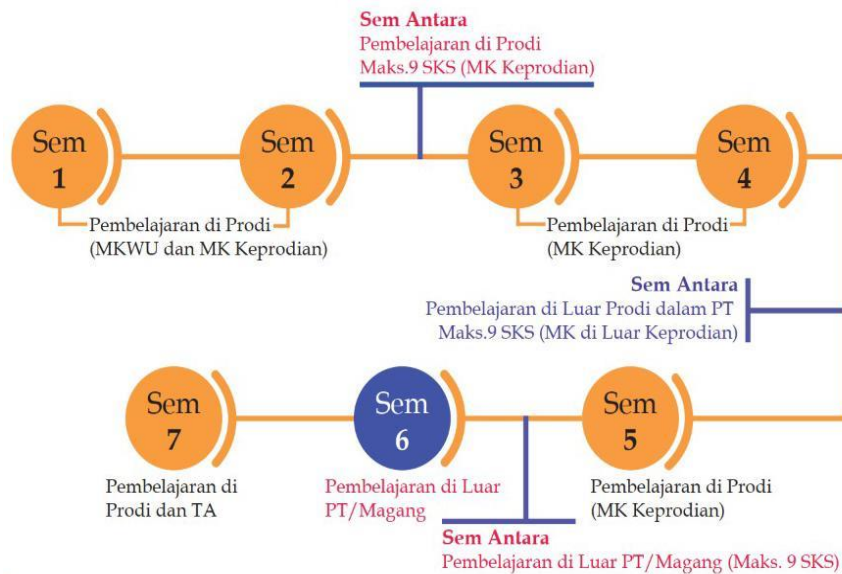 Sem Antara
Pembelajaran di Prodi
Maks.9 SKS (MK Keprodian)
Sem
1
Sem
2
Sem
3
Sem
4
Pembelajaran di Prodi
(MKWU dan MK Keprodian)
Pembelajaran di Prodi
(MK Keprodian)
Sem Antara
Pembelajaran di Luar Prodi dalam PT
Maks.9 SKS (MK di Luar Keprodian)
Sem
7
Sem
6
Sem
5
Pembelajaran di
Prodi dan TA
Pembelajaran di Luar
PT/Magang
Pembelajaran di Prodi
(MK Keprodian)
Sem Antara
Pembelajaran di Luar PT/Magang (Maks. 9 SKS)